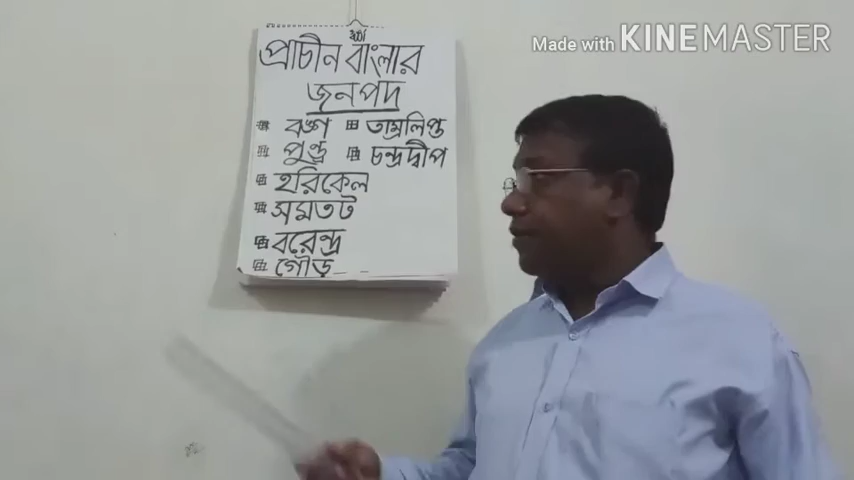 Made with KINEMASTER
প্রাচীন বাংলার
জনপদ
বঙ্গ তাম্রলিপ্ত
পুণ্ড্র চন্দ্রদ্বীপ
হরিকেল
সমতট
বরেন্দ্র
গৌড়